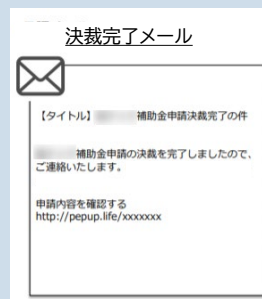 決裁完了メール
【タイトル】 補助金申請決裁完了の件
補助金申請の決裁を完了しましたので、
ご連絡いたします。
申請内容を確認する
http://pepup.life/xxxxxxx